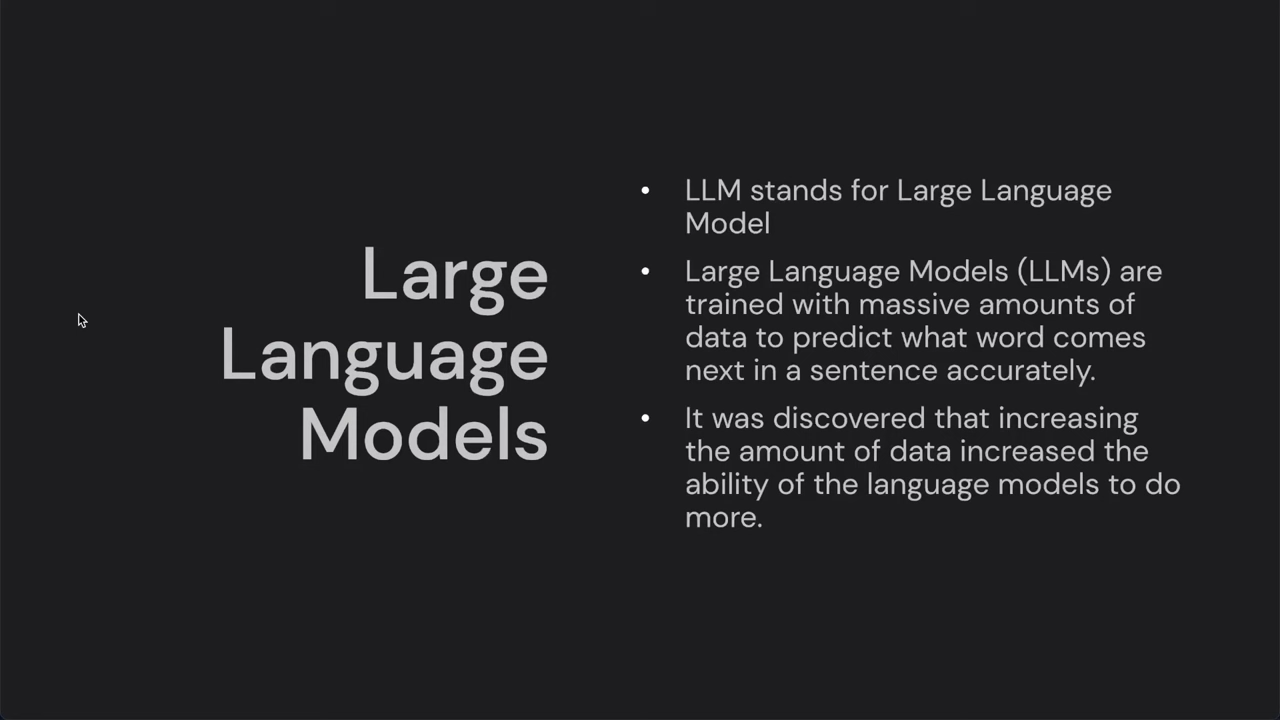 Large
Language
Models
• LLM stands for Large Language
Model
• Large Language Models (LLMs) are
trained with massive amounts of
data to predict what word comes
next in a sentence accurately.
• It was discovered that increasing
the amount of data increased the
ability of the language models to do
more.